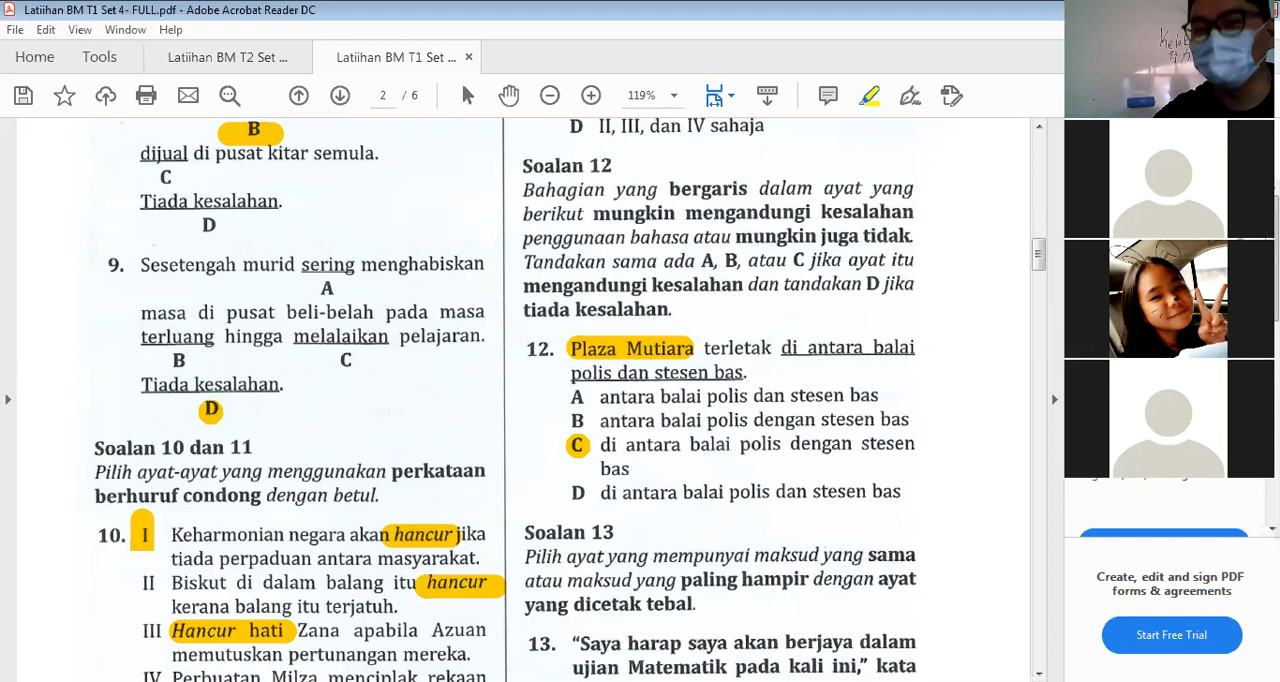 Latiihan BM T1 Set 4- FULL.pdf - Adobe Acrobat Reader DC
File Edit View Window Help
Home Tools Latiihan BM T2 Set ... Latiihan BM T1 Set ... ×
2 / 6 119%
B
dijual di pusat kitar semula.
C
Tiada kesalahan.
D
9. Sesetengah murid sering menghabiskan
A
masa di pusat beli-belah pada masa
terluang hingga melalaikan pelajaran.
B C
Tiada kesalahan.
D
Soalan 10 dan 11
Pilih ayat-ayat yang menggunakan perkataan
berhuruf condong dengan betul.
10. I Keharmonian negara akan hancur jika
tiada perpaduan antara masyarakat.
II Biskut di dalam balang itu hancur
kerana balang itu terjatuh.
III Hancur hati Zana apabila Azuan
memutuskan pertunangan mereka.
IV Perbuatan Milza menciplak rekaan
D II, III, dan IV sahaja
Soalan 12
Bahagian yang bergaris dalam ayat yang
berikut mungkin mengandungi kesalahan
penggunaan bahasa atau mungkin juga tidak.
Tandakan sama ada A, B, atau C jika ayat itu
mengandungi kesalahan dan tandakan D jika
tiada kesalahan.
12. Plaza Mutiara terletak di antara balai
polis dan stesen bas.
A antara balai polis dan stesen bas
B antara balai polis dengan stesen bas
C di antara balai polis dengan stesen
bas
D di antara balai polis dan stesen bas
Soalan 13
Pilih ayat yang mempunyai maksud yang sama
atau maksud yang paling hampir dengan ayat
yang dicetak tebal.
13. “Saya harap saya akan berjaya dalam
ujian Matematik pada kali ini,” kata
Create, edit and sign PDF
forms & agreements
Start Free Trial